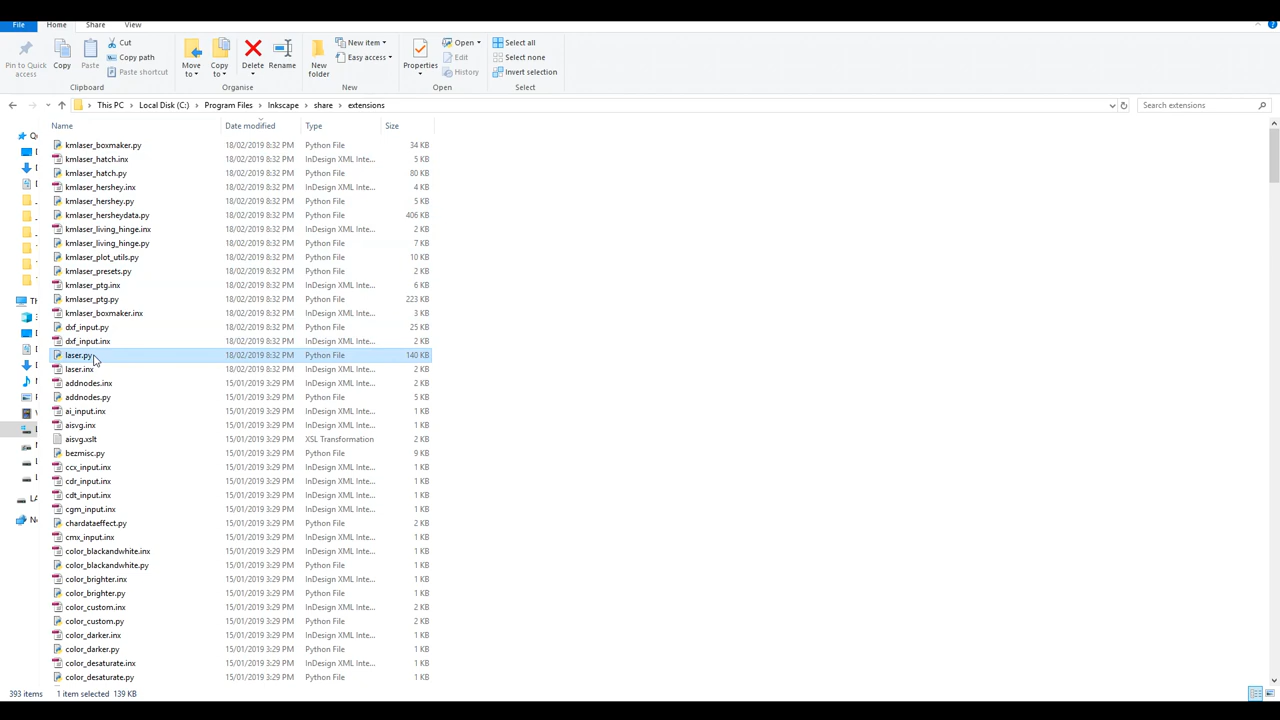 File Home Share View
Pin to Quick access
Copy
Paste
Cut
Copy path
Paste shortcut
Move to
Copy to
Delete
Rename
New folder
New item
Easy access
Properties
Open
Edit
History
Select all
Select none
Invert selection
Clipboard Organise New Open Select
This PC Local Disk (C:) Program Files Inkscape share extensions Search extensions
Name Date modified Type Size
kmlaser_boxmaker.py 18/02/2019 8:32 PM Python File 34 KB
kmlaser_hatch.inx 18/02/2019 8:32 PM InDesign XML Inte... 5 KB
kmlaser_hatch.py 18/02/2019 8:32 PM Python File 80 KB
kmlaser_hershey.inx 18/02/2019 8:32 PM InDesign XML Inte... 4 KB
kmlaser_hershey.py 18/02/2019 8:32 PM Python File 5 KB
kmlaser_hersheydata.py 18/02/2019 8:32 PM Python File 406 KB
kmlaser_living_hinge.inx 18/02/2019 8:32 PM InDesign XML Inte... 2 KB
kmlaser_living_hinge.py 18/02/2019 8:32 PM Python File 7 KB
kmlaser_plot_utils.py 18/02/2019 8:32 PM Python File 10 KB
kmlaser_presets.py 18/02/2019 8:32 PM Python File 2 KB
kmlaser_ptg.inx 18/02/2019 8:32 PM InDesign XML Inte... 6 KB
kmlaser_ptg.py 18/02/2019 8:32 PM Python File 223 KB
kmlaser_boxmaker.inx 18/02/2019 8:32 PM InDesign XML Inte... 3 KB
dxf_input.py 18/02/2019 8:32 PM Python File 25 KB
dxf_input.inx 18/02/2019 8:32 PM InDesign XML Inte... 2 KB
laser.py 18/02/2019 8:32 PM Python File 140 KB
laser.inx 18/02/2019 8:32 PM InDesign XML Inte... 2 KB
addnodes.inx 15/01/2019 3:29 PM InDesign XML Inte... 2 KB
addnodes.py 15/01/2019 3:29 PM Python File 5 KB
ai_input.inx 15/01/2019 3:29 PM InDesign XML Inte... 1 KB
aisvg.inx 15/01/2019 3:29 PM InDesign XML Inte... 1 KB
aisvg.xslt 15/01/2019 3:29 PM XSL Transformation 2 KB
bezmisc.py 15/01/2019 3:29 PM Python File 9 KB
ccx_input.inx 15/01/2019 3:29 PM InDesign XML Inte... 1 KB
cdr_input.inx 15/01/2019 3:29 PM InDesign XML Inte... 1 KB
cdt_input.inx 15/01/2019 3:29 PM InDesign XML Inte... 1 KB
cgm_input.inx 15/01/2019 3:29 PM InDesign XML Inte... 1 KB
chardataeffect.py 15/01/2019 3:29 PM Python File 2 KB
cmx_input.inx 15/01/2019 3:29 PM InDesign XML Inte... 1 KB
color_blackandwhite.inx 15/01/2019 3:29 PM InDesign XML Inte... 1 KB
color_blackandwhite.py 15/01/2019 3:29 PM Python File 1 KB
color_brighter.inx 15/01/2019 3:29 PM InDesign XML Inte... 1 KB
color_brighter.py 15/01/2019 3:29 PM Python File 1 KB
color_custom.inx 15/01/2019 3:29 PM InDesign XML Inte... 2 KB
color_custom.py 15/01/2019 3:29 PM Python File 2 KB
color_darker.inx 15/01/2019 3:29 PM InDesign XML Inte... 1 KB
color_darker.py 15/01/2019 3:29 PM Python File 1 KB
color_desaturate.inx 15/01/2019 3:29 PM InDesign XML Inte... 1 KB
color_desaturate.py 15/01/2019 3:29 PM Python File 1 KB
393 items 1 item selected 139 KB